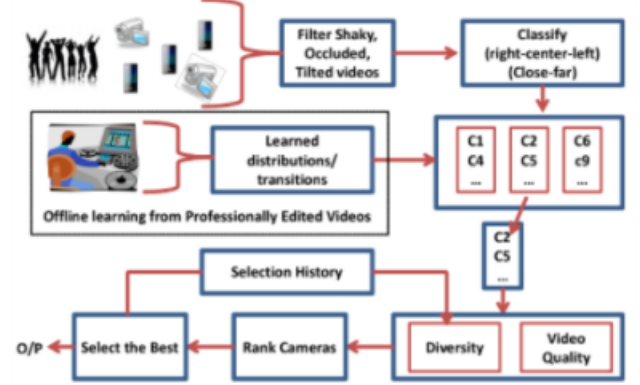 Filter Shaky,
Occluded,
Tilted videos
Classify
(right-center-left)
(Close-far)
Learned
distributions/
transitions
Offline learning from Professionally Edited Videos
C1
C4
...
C2
C5
...
C6
c9
...
C2
C5
...
Selection History
O/P
Select the Best
Rank Cameras
Diversity
Video
Quality